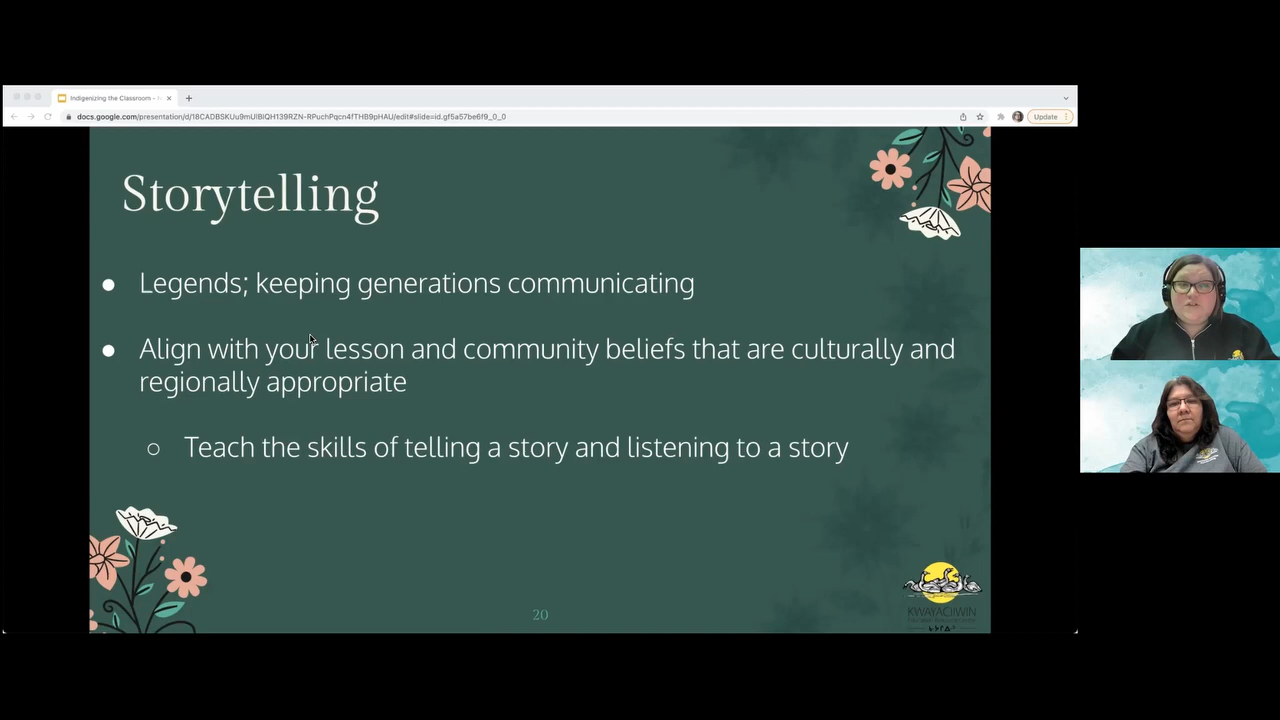 Indigenizing the Classroom -
docs.google.com/presentation/d/18CADBSKUu9mUlBIQH139RZN-RPuchPqcn4fTHB9pHAU/edit#slide=id.gf5a57be6f9_0_0
Update
Storytelling
Legends; keeping generations communicating
Align with your lesson and community beliefs that are culturally and
regionally appropriate
Teach the skills of telling a story and listening to a story
20
KWAYACIIWIN